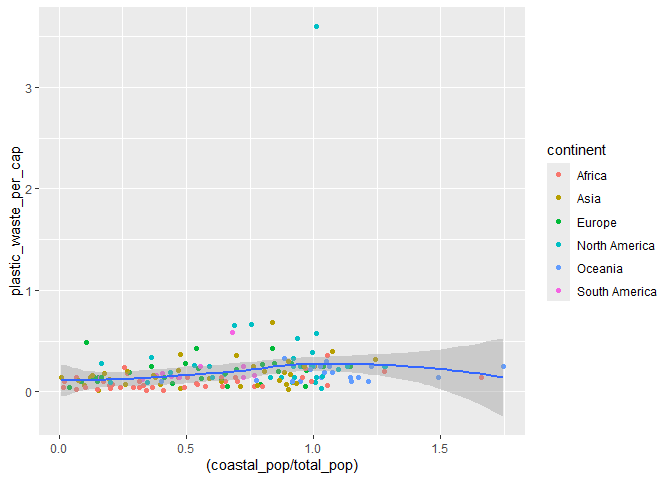 plastic_waste_per_cap
3
2
1
0
0.0
0.5
1.0
1.5
(coastal_pop/total_pop)
continent
Africa
Asia
Europe
North America
Oceania
South America